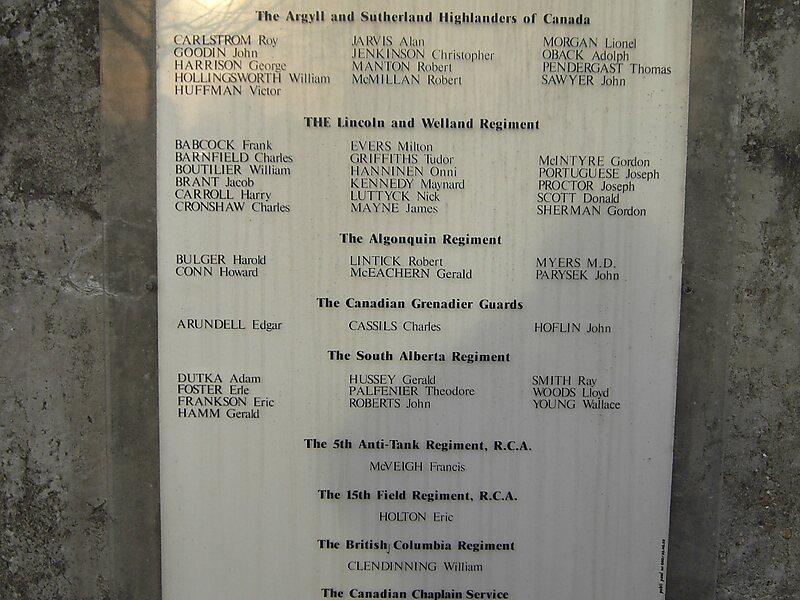 The Argyll and Sutherland Highlanders of Canada
CARLSTROM Roy JARVIS Alan MORGAN Lionel
GOODIN John JENKINSON Christopher OBACK Adolph
HARRISON George MANTON Robert PENDERGAST Thomas
HOLLINGSWORTH William McMILLAN Robert SAWYER John
HUFFMAN Victor
THE Lincoln and Welland Regiment
BABCOCK Frank EVERS Milton
BARNFIELD Charles GRIFFITHS Tudor McINTYRE Gordon
BOUTILIER William HANNINEN Onni PORTUGUESE Joseph
BRANT Jacob KENNEDY Maynard PROCTOR Joseph
CARROLL Harry LUTTYCK Nick SCOTT Donald
CRONSHAW Charles MAYNE James SHERMAN Gordon
The Algonquin Regiment
BULGER Harold LINTICK Robert MYERS M.D.
CONN Howard McEACHERN Gerald PARYSEK John
The Canadian Grenadier Guards
ARUNDELL Edgar CASSILS Charles HOFLIN John
The South Alberta Regiment
DUTKA Adam HUSSEY Gerald SMITH Ray
FOSTER Erle PALFENIER Theodore WOODS Lloyd
FRANKSON Eric ROBERTS John YOUNG Wallace
HAMM Gerald
The 5th Anti-Tank Regiment, R.C.A.
McVEIGH Francis
The 15th Field Regiment, R.C.A.
HOLTON Eric
The British Columbia Regiment
CLENDINNING William
The Canadian Chaplain Service